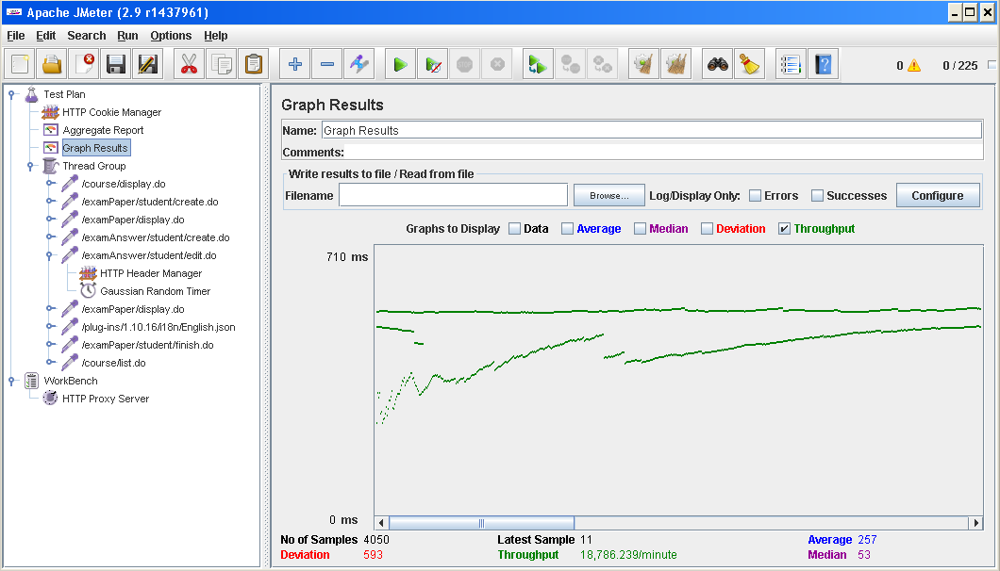 Apache JMeter (2.9 r1437961)
File Edit Search Run Options Help
0 0 / 225
Test Plan
HTTP Cookie Manager
Aggregate Report
Graph Results
Thread Group
/course/display.do
/examPaper/student/create.do
/examPaper/display.do
/examAnswer/student/create.do
/examAnswer/student/edit.do
HTTP Header Manager
Gaussian Random Timer
/examPaper/display.do
/plug-ins/1.10.16/i18n/English.json
/examPaper/student/finish.do
/course/list.do
WorkBench
HTTP Proxy Server
Graph Results
Name: Graph Results
Comments:
Write results to file / Read from file
Filename Browse... Log/Display Only: Errors Successes Configure
Graphs to Display Data Average Median Deviation Throughput
710 ms
0 ms
No of Samples 4050 Latest Sample 11 Average 257
Deviation 593 Throughput 18,786.239/minute Median 53